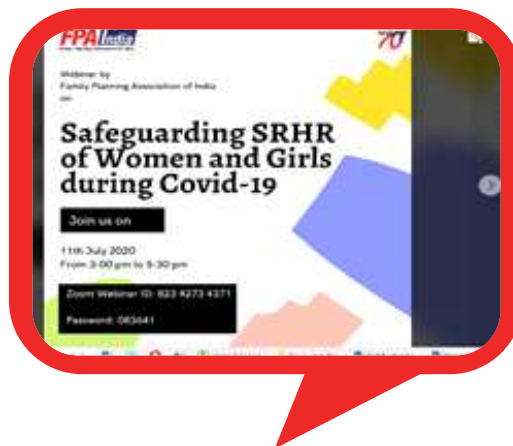 FPA India
70
Webinar by
Family Planning Association of India
on
Safeguarding SRHR
of Women and Girls
during Covid-19
Join us on
11th July 2020
From 3:00 pm to 5:30 pm
Zoom Webinar ID: 823 4273 4371
Password: 083641